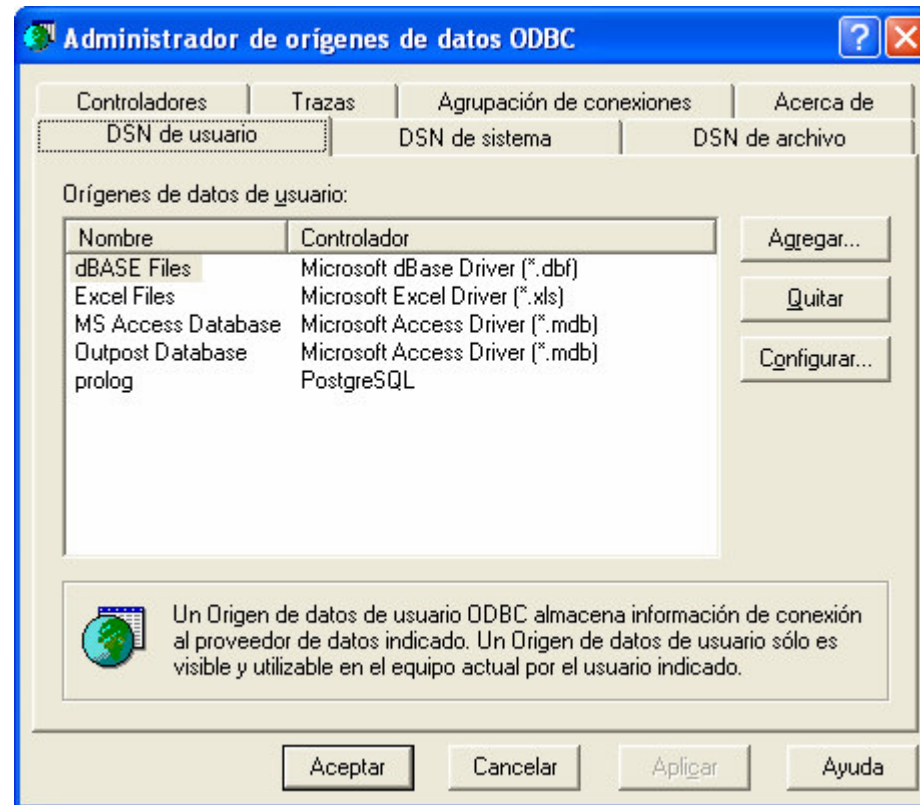 Administrador de orígenes de datos ODBC
Controladores Trazas Agrupación de conexiones Acerca de
DSN de usuario DSN de sistema DSN de archivo
Orígenes de datos de usuario:
Nombre Controlador
dBASE Files Microsoft dBase Driver (*.dbf)
Excel Files Microsoft Excel Driver (*.xls)
MS Access Database Microsoft Access Driver (*.mdb)
Outpost Database Microsoft Access Driver (*.mdb)
prolog PostgreSQL
Agregar...
Quitar
Configurar...
Un Origen de datos de usuario ODBC almacena información de conexión
al proveedor de datos indicado. Un Origen de datos de usuario sólo es
visible y utilizable en el equipo actual por el usuario indicado.
Aceptar Cancelar Aplicar Ayuda